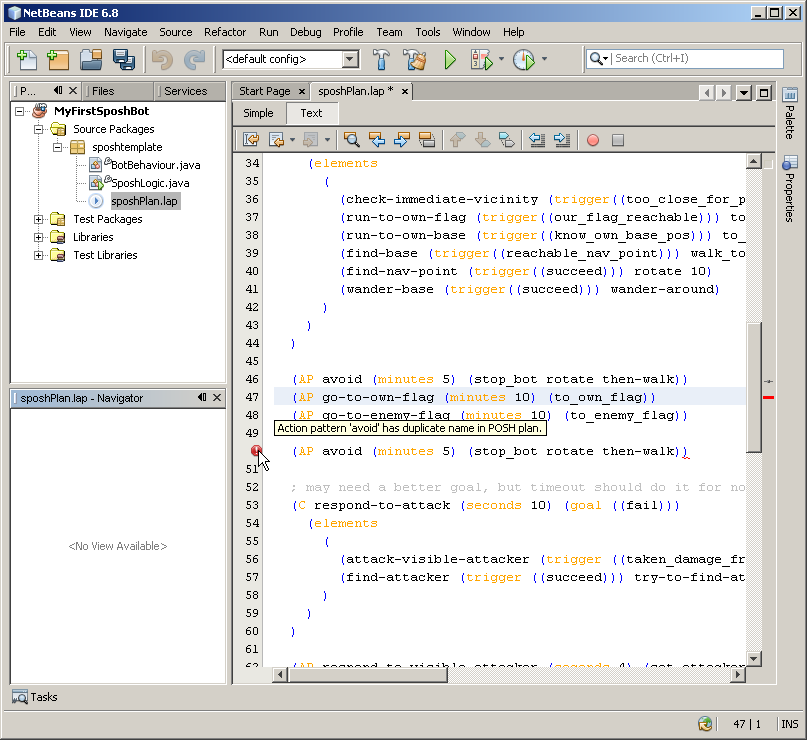 NetBeans IDE 6.8
File Edit View Navigate Source Refactor Run Debug Profile Team Tools Window Help
<default config>
Search (Ctrl+I)
P... Files Services
Start Page sposhPlan.lap *
Simple Text
MyFirstSposhBot
Source Packages
sposhtemplate
BotBehaviour.java
SposhLogic.java
sposhPlan.lap
Test Packages
Libraries
Test Libraries
sposhPlan.lap - Navigator
<No View Available>
34 (elements
35 (
36 (check-immediate-vicinity (trigger((too_close_for_p
37 (run-to-own-flag (trigger((our_flag_reachable))) to
38 (run-to-own-base (trigger((know_own_base_pos))) to_
39 (find-base (trigger((reachable_nav_point))) walk_to
40 (find-nav-point (trigger((succeed))) rotate 10)
41 (wander-base (trigger((succeed))) wander-around)
42 )
43 )
44 )
45
46 (AP avoid (minutes 5) (stop_bot rotate then-walk))
47 (AP go-to-own-flag (minutes 10) (to_own_flag))
48 (AP go-to-enemy-flag (minutes 10) (to_enemy_flag))
49
Action pattern 'avoid' has duplicate name in POSH plan.
(AP avoid (minutes 5) (stop_bot rotate then-walk))
51
52 ; may need a better goal, but timeout should do it for no
53 (C respond-to-attack (seconds 10) (goal ((fail)))
54 (elements
55 (
56 (attack-visible-attacker (trigger ((taken_damage_fr
57 (find-attacker (trigger ((succeed))) try-to-find-at
58 )
59 )
60 )
61
62 (AP respond-to-visible-attacker (seconds 4) (get_attacker
Palette
Properties
Tasks
47 | 1 INS